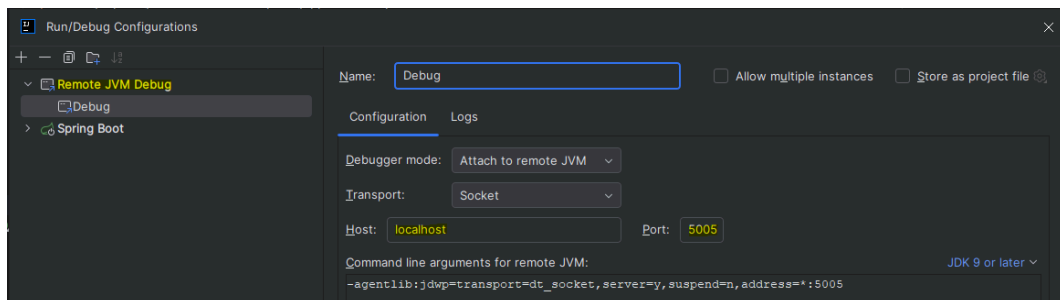 Run/Debug Configurations
Remote JVM Debug
Debug
Spring Boot
Name: Debug
Allow multiple instances
Store as project file
Configuration Logs
Debugger mode: Attach to remote JVM
Transport: Socket
Host: localhost Port: 5005
Command line arguments for remote JVM: JDK 9 or later
-agentlib:jdwp=transport=dt_socket,server=y,suspend=n,address=*:5005